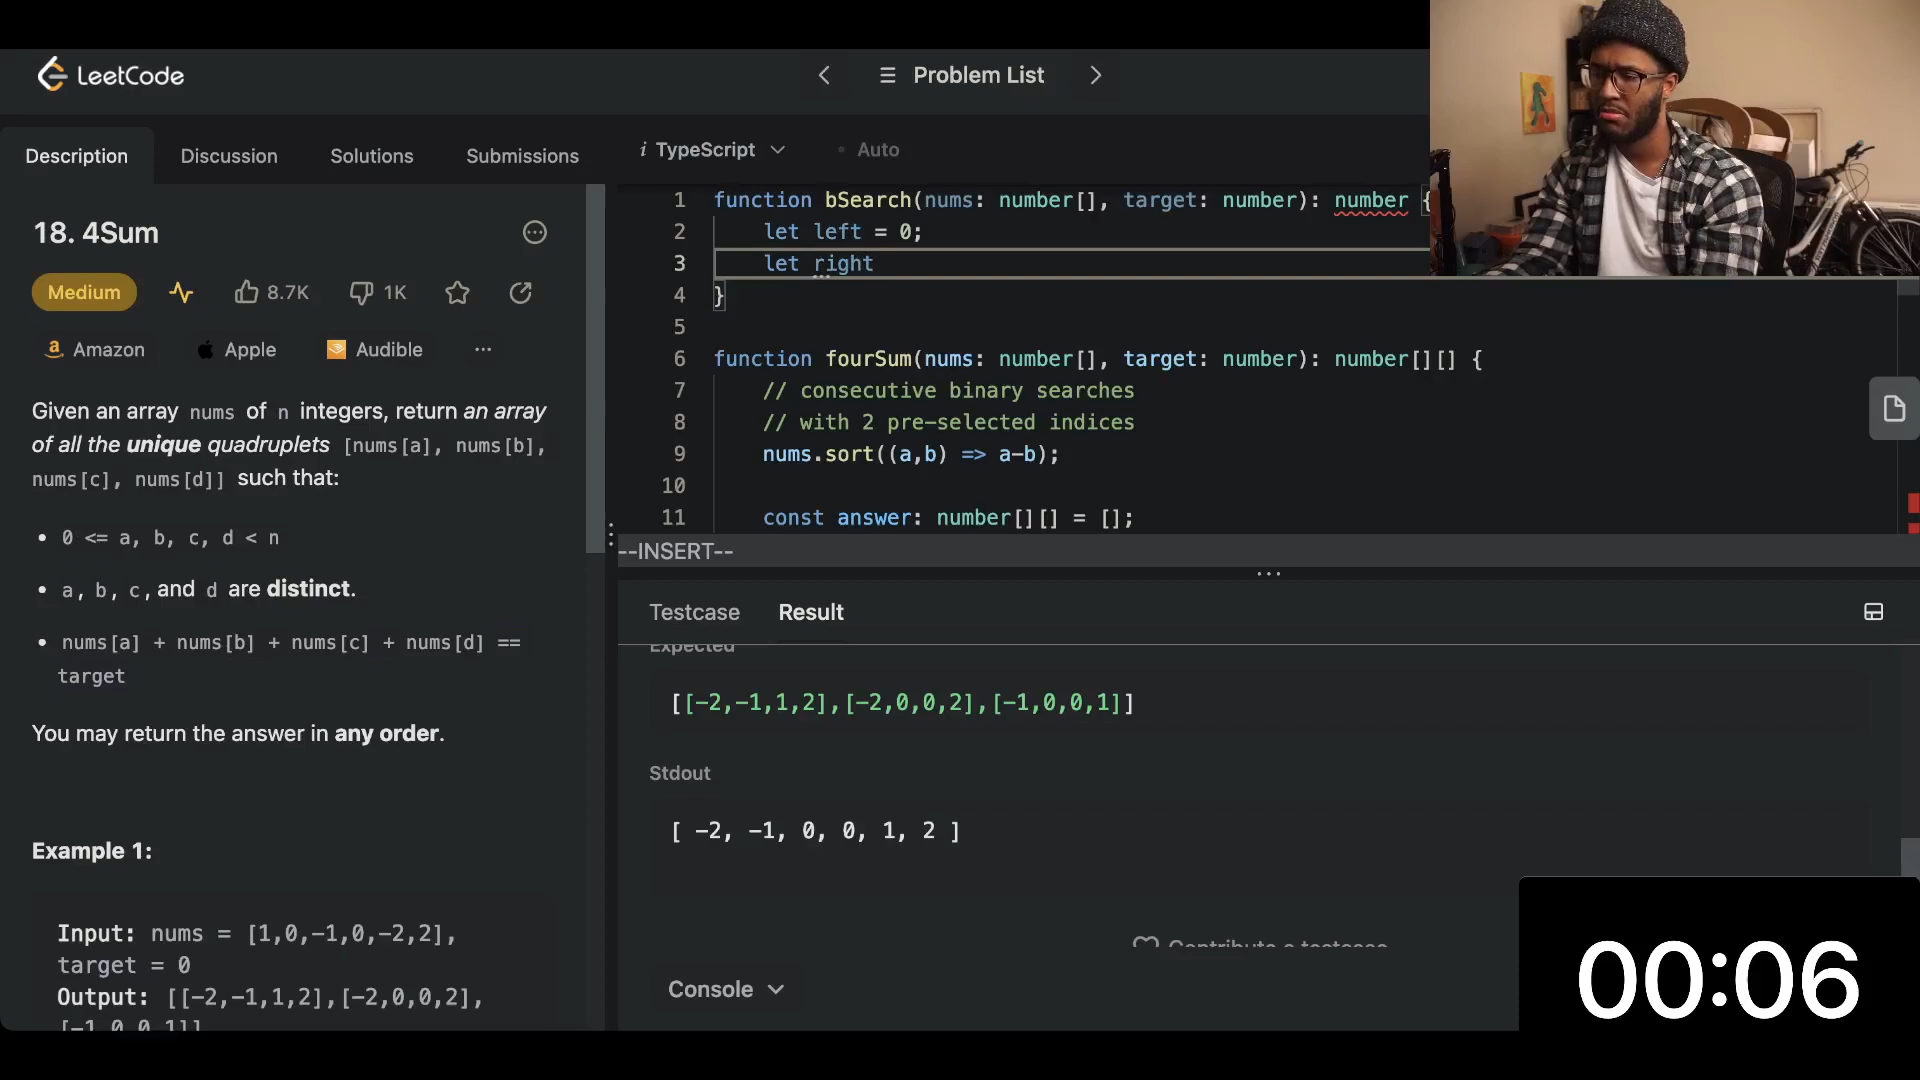 LeetCode
Problem List
Description
Discussion
Solutions
Submissions
i TypeScript
Auto
18. 4Sum
Medium
8.7K
1K
Amazon
Apple
Audible
Given an array nums of n integers, return an array
of all the unique quadruplets [nums[a], nums[b],
nums[c], nums[d]] such that:
• 0 <= a, b, c, d < n
• a, b, c, and d are distinct.
• nums[a] + nums[b] + nums[c] + nums[d] ==
target
You may return the answer in any order.
Example 1:
Input: nums = [1,0,-1,0,-2,2],
target = 0
Output: [[-2,-1,1,2],[-2,0,0,2],
[-1,0,0,1]]
1 function bSearch(nums: number[], target: number): number {
2 let left = 0;
3 let right
4 }
5
6 function fourSum(nums: number[], target: number): number[][] {
7 // consecutive binary searches
8 // with 2 pre-selected indices
9 nums.sort((a,b) => a-b);
10
11 const answer: number[][] = [];
--INSERT--
Testcase
Result
Expected
[[-2,-1,1,2],[-2,0,0,2],[-1,0,0,1]]
Stdout
[ -2, -1, 0, 0, 1, 2 ]
Contribute a testcase
Console
00:06